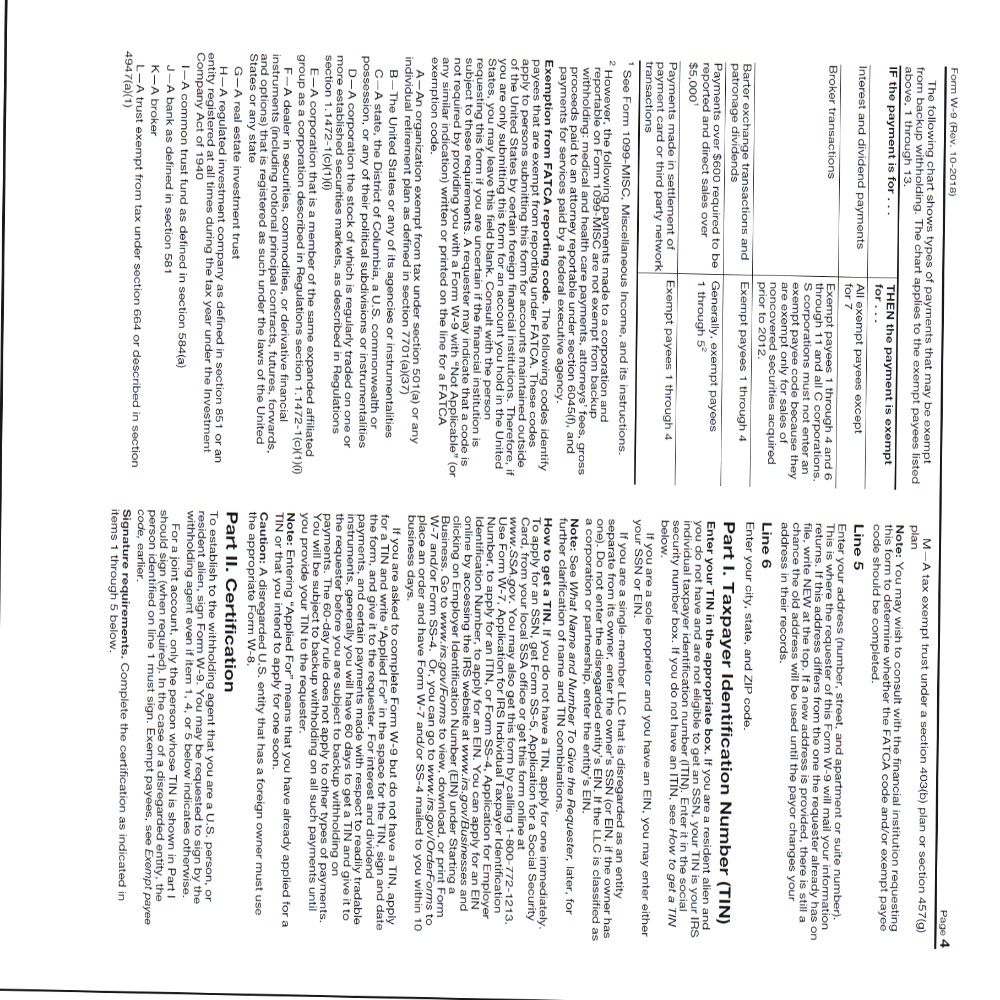 Form W-9 (Rev. 10-2018)
Page 4
The following chart shows types of payments that may be exempt
from backup withholding. The chart applies to the exempt payees listed
above, 1 through 13.
IF the payment is for . . .
THEN the payment is exempt
for . . .
Interest and dividend payments
All exempt payees except
for 7
Broker transactions
Exempt payees 1 through 4 and 6
through 11 and all C corporations.
S corporations must not enter an
exempt payee code because they
are exempt only for sales of
noncovered securities acquired
prior to 2012.
Barter exchange transactions and
patronage dividends
Exempt payees 1 through 4
Payments over $600 required to be
reported and direct sales over
$5,000¹
Generally, exempt payees
1 through 5²
Payments made in settlement of
payment card or third party network
transactions
Exempt payees 1 through 4
¹ See Form 1099-MISC, Miscellaneous Income, and its instructions.
² However, the following payments made to a corporation and
reportable on Form 1099-MISC are not exempt from backup
withholding: medical and health care payments, attorneys' fees, gross
proceeds paid to an attorney reportable under section 6045(f), and
payments for services paid by a federal executive agency.
Exemption from FATCA reporting code. The following codes identify
payees that are exempt from reporting under FATCA. These codes
apply to persons submitting this form for accounts maintained outside
of the United States by certain foreign financial institutions. Therefore, if
you are only submitting this form for an account you hold in the United
States, you may leave this field blank. Consult with the person
requesting this form if you are uncertain if the financial institution is
subject to these requirements. A requester may indicate that a code is
not required by providing you with a Form W-9 with "Not Applicable" (or
any similar indication) written or printed on the line for a FATCA
exemption code.
A—An organization exempt from tax under section 501(a) or any
individual retirement plan as defined in section 7701(a)(37)
B—The United States or any of its agencies or instrumentalities
C—A state, the District of Columbia, a U.S. commonwealth or
possession, or any of their political subdivisions or instrumentalities
D—A corporation the stock of which is regularly traded on one or
more established securities markets, as described in Regulations
section 1.1472-1(c)(1)(i)
E—A corporation that is a member of the same expanded affiliated
group as a corporation described in Regulations section 1.1472-1(c)(1)(i)
F—A dealer in securities, commodities, or derivative financial
instruments (including notional principal contracts, futures, forwards,
and options) that is registered as such under the laws of the United
States or any state
G—A real estate investment trust
H—A regulated investment company as defined in section 851 or an
entity registered at all times during the tax year under the Investment
Company Act of 1940
I—A common trust fund as defined in section 584(a)
J—A bank as defined in section 581
K—A broker
L—A trust exempt from tax under section 664 or described in section
4947(a)(1)
M—A tax exempt trust under a section 403(b) plan or section 457(g)
plan
Note: You may wish to consult with the financial institution requesting
this form to determine whether the FATCA code and/or exempt payee
code should be completed.
Line 5
Enter your address (number, street, and apartment or suite number).
This is where the requester of this Form W-9 will mail your information
returns. If this address differs from the one the requester already has on
file, write NEW at the top. If a new address is provided, there is still a
chance the old address will be used until the payor changes your
address in their records.
Line 6
Enter your city, state, and ZIP code.
Part I. Taxpayer Identification Number (TIN)
Enter your TIN in the appropriate box. If you are a resident alien and
you do not have and are not eligible to get an SSN, your TIN is your IRS
individual taxpayer identification number (ITIN). Enter it in the social
security number box. If you do not have an ITIN, see How to get a TIN
below.
If you are a sole proprietor and you have an EIN, you may enter either
your SSN or EIN.
If you are a single-member LLC that is disregarded as an entity
separate from its owner, enter the owner's SSN (or EIN, if the owner has
one). Do not enter the disregarded entity's EIN. If the LLC is classified as
a corporation or partnership, enter the entity's EIN.
Note: See What Name and Number To Give the Requester, later, for
further clarification of name and TIN combinations.
How to get a TIN. If you do not have a TIN, apply for one immediately.
To apply for an SSN, get Form SS-5, Application for a Social Security
Card, from your local SSA office or get this form online at
www.SSA.gov. You may also get this form by calling 1-800-772-1213.
Use Form W-7, Application for IRS Individual Taxpayer Identification
Number, to apply for an ITIN, or Form SS-4, Application for Employer
Identification Number, to apply for an EIN. You can apply for an EIN
online by accessing the IRS website at www.irs.gov/Businesses and
clicking on Employer Identification Number (EIN) under Starting a
Business. Go to www.irs.gov/Forms to view, download, or print Form
W-7 and/or Form SS-4. Or, you can go to www.irs.gov/OrderForms to
place an order and have Form W-7 and/or SS-4 mailed to you within 10
business days.
If you are asked to complete Form W-9 but do not have a TIN, apply
for a TIN and write "Applied For" in the space for the TIN, sign and date
the form, and give it to the requester. For interest and dividend
payments, and certain payments made with respect to readily tradable
instruments, generally you will have 60 days to get a TIN and give it to
the requester before you are subject to backup withholding on
payments. The 60-day rule does not apply to other types of payments.
You will be subject to backup withholding on all such payments until
you provide your TIN to the requester.
Note: Entering "Applied For" means that you have already applied for a
TIN or that you intend to apply for one soon.
Caution: A disregarded U.S. entity that has a foreign owner must use
the appropriate Form W-8.
Part II. Certification
To establish to the withholding agent that you are a U.S. person, or
resident alien, sign Form W-9. You may be requested to sign by the
withholding agent even if item 1, 4, or 5 below indicates otherwise.
For a joint account, only the person whose TIN is shown in Part I
should sign (when required). In the case of a disregarded entity, the
person identified on line 1 must sign. Exempt payees, see Exempt payee
code, earlier.
Signature requirements. Complete the certification as indicated in
items 1 through 5 below.